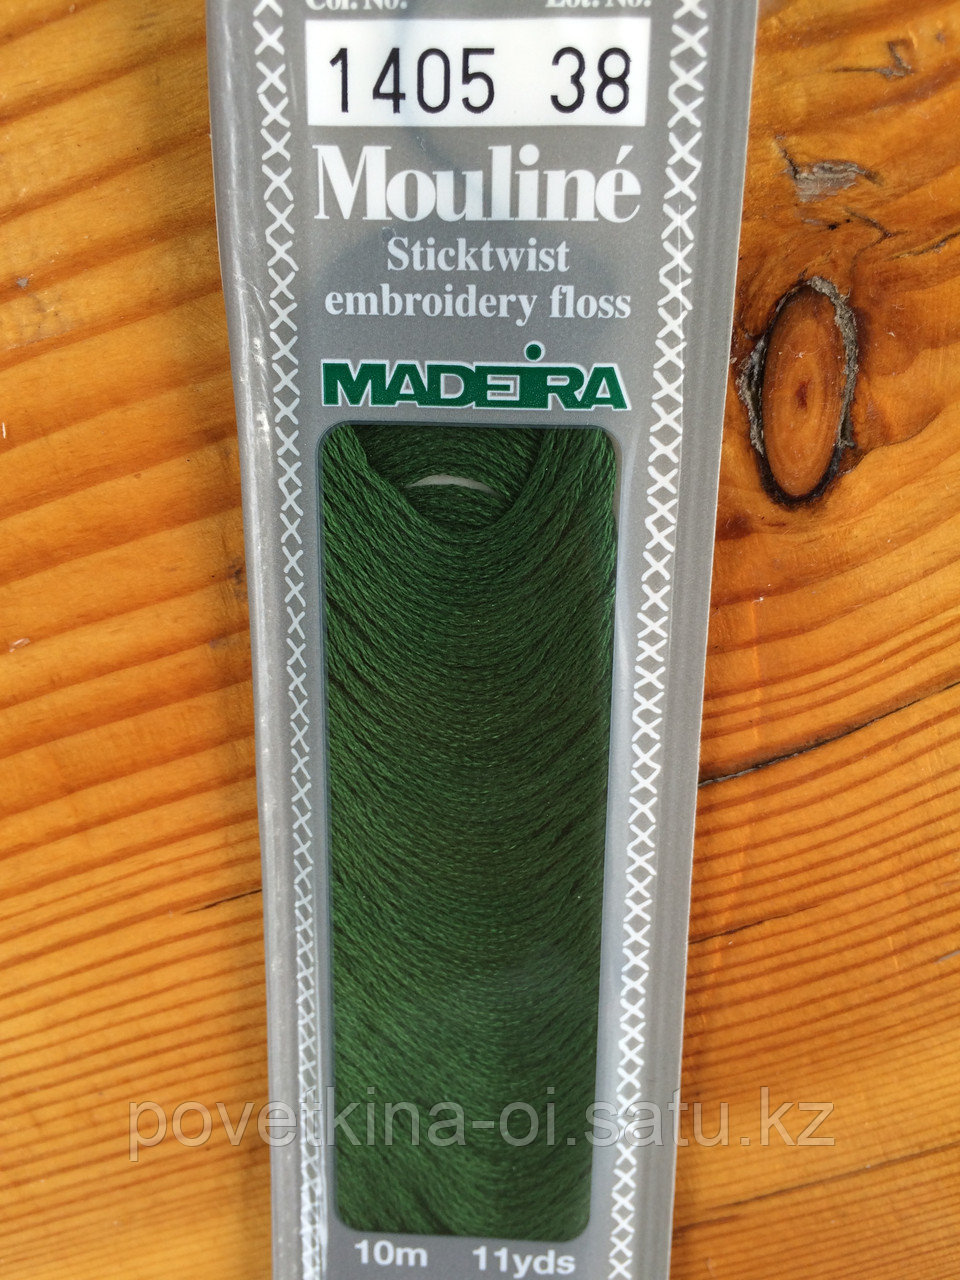 Col. No. Lot. No.
1405 38
Mouliné
Sticktwist
embroidery floss
MADEIRA
povetkina-oi.satu.kz
10m 11yds